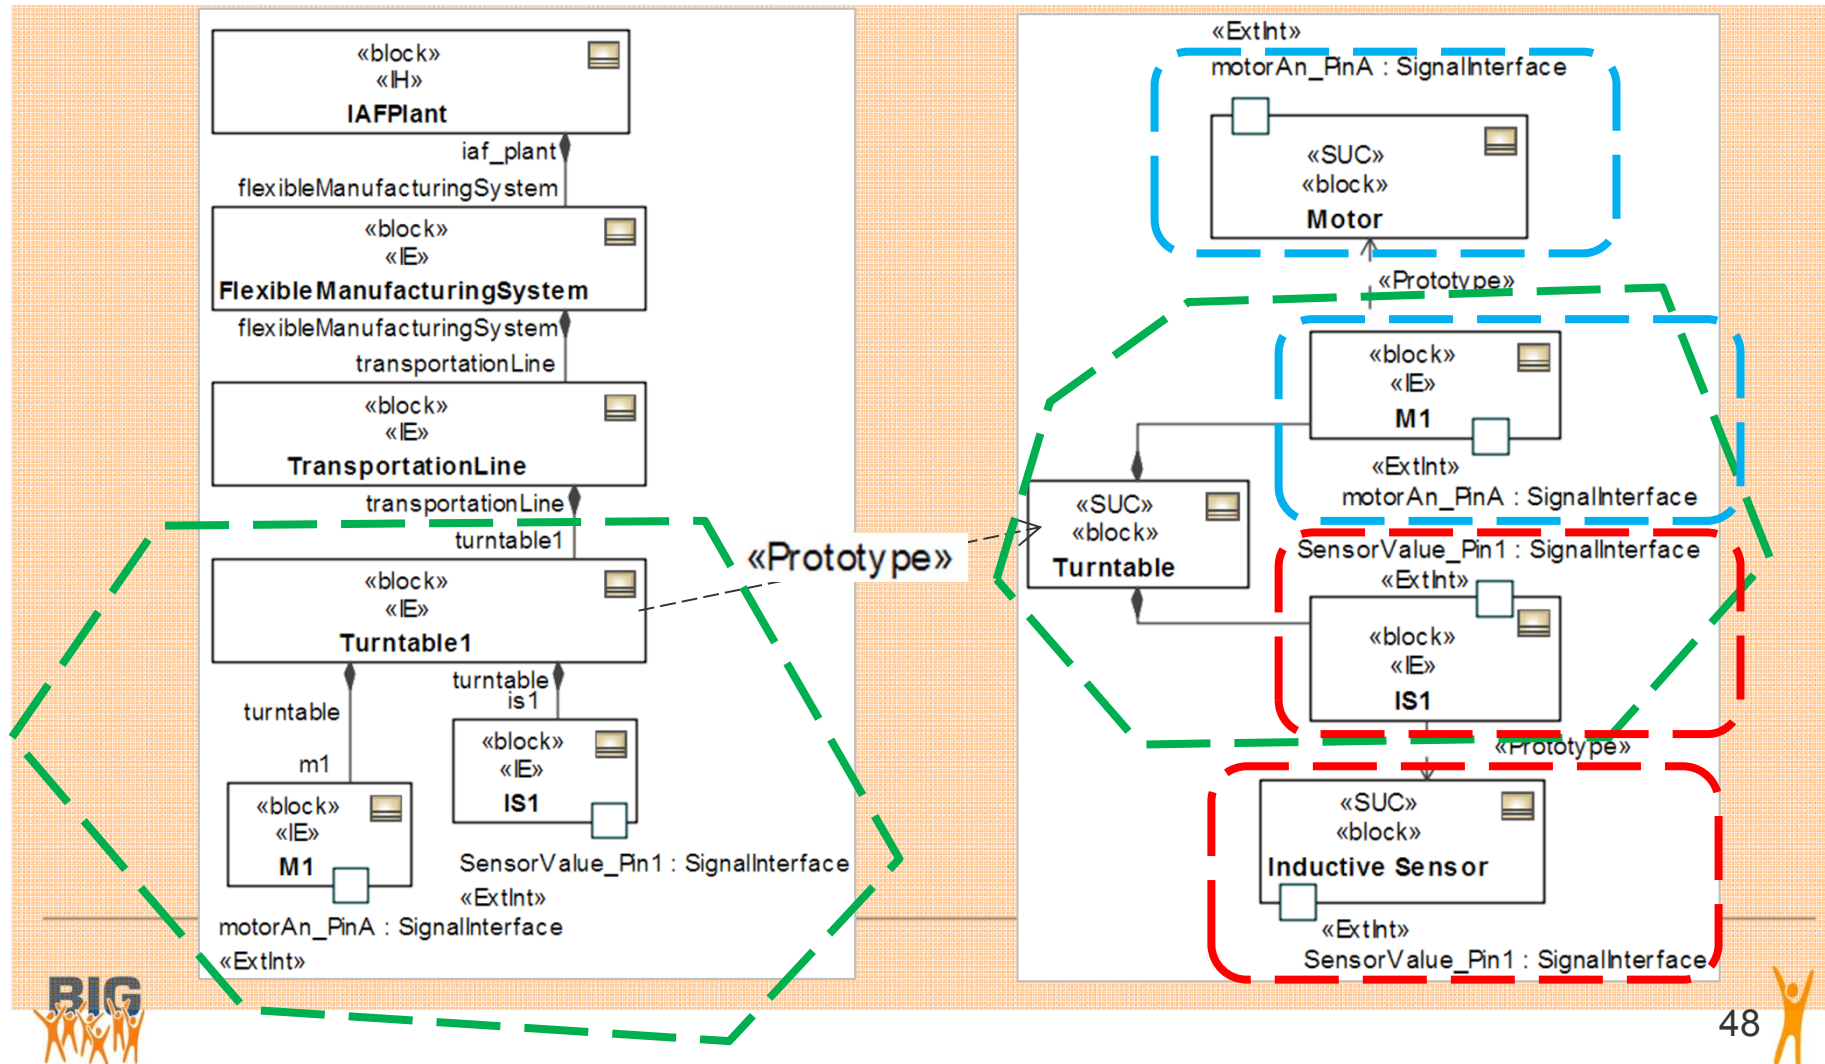 «block»
«IH»
IAFPlant
iaf_plant
flexibleManufacturingSystem
«block»
«IE»
FlexibleManufacturingSystem
flexibleManufacturingSystem
transportationLine
«block»
«IE»
TransportationLine
transportationLine
turntable1
«block»
«IE»
Turntable1
turntable
is1
turntable
m1
«block»
«IE»
IS1
«block»
«IE»
M1
SensorValue_Pin1 : SignalInterface
«ExtInt»
motorAn_PinA : SignalInterface
«ExtInt»
«Prototype»
«ExtInt»
motorAn_PinA : SignalInterface
«SUC»
«block»
Motor
«Prototype»
«block»
«IE»
M1
«ExtInt»
motorAn_PinA : SignalInterface
«SUC»
«block»
Turntable
SensorValue_Pin1 : SignalInterface
«ExtInt»
«block»
«IE»
IS1
«Prototype»
«SUC»
«block»
Inductive Sensor
«ExtInt»
SensorValue_Pin1 : SignalInterface
BIG
48